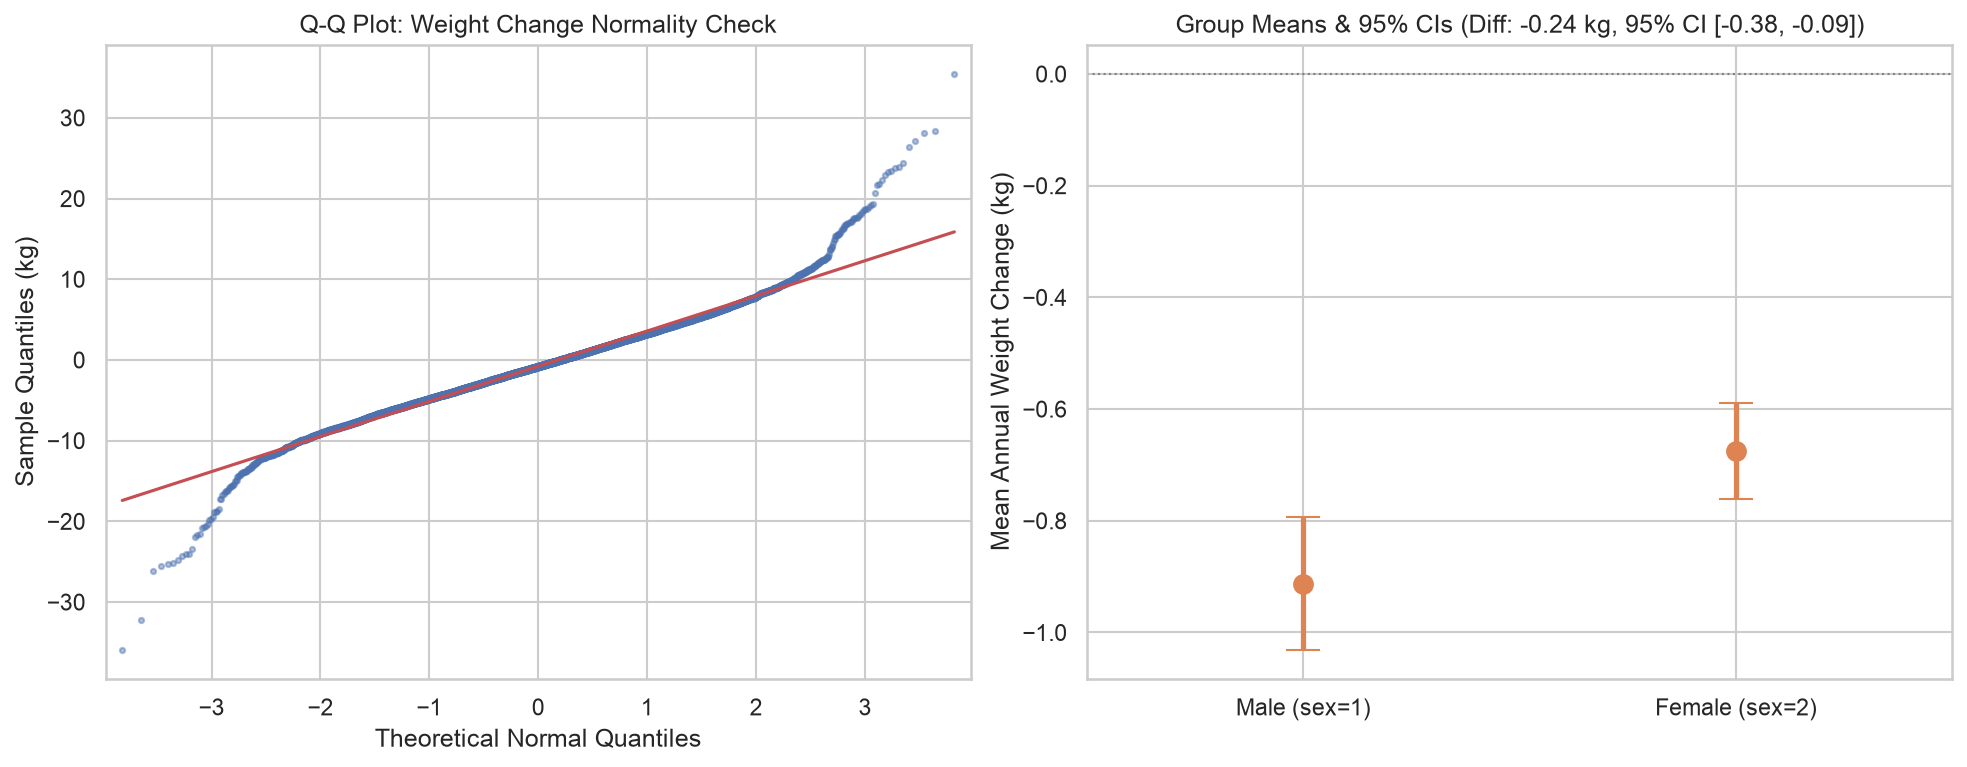 Q-Q Plot: Weight Change Normality Check
Sample Quantiles (kg)
30
20
10
0
−10
−20
−30
−3
−2
−1
0
1
2
3
Theoretical Normal Quantiles
Group Means & 95% CIs (Diff: -0.24 kg, 95% CI [-0.38, -0.09])
Mean Annual Weight Change (kg)
0.0
−0.2
−0.4
−0.6
−0.8
−1.0
Male (sex=1)
Female (sex=2)